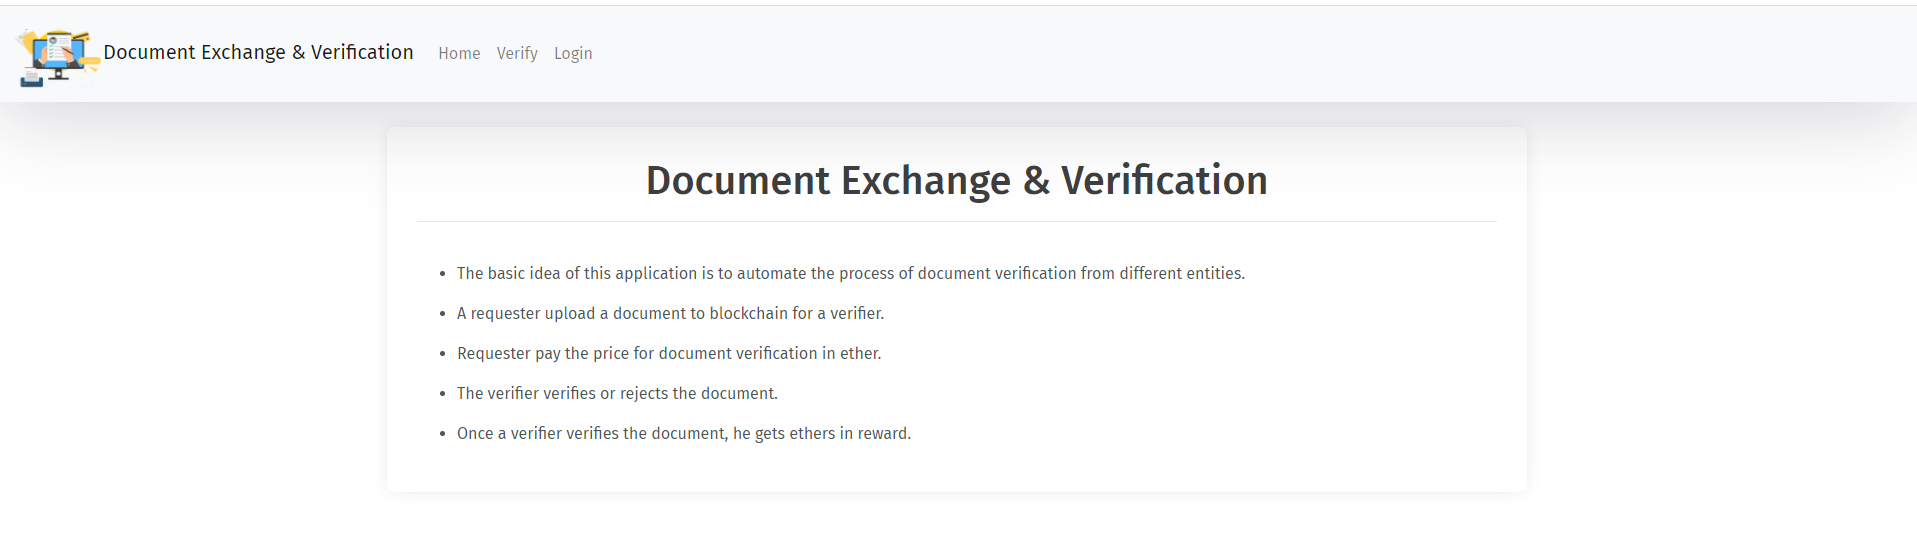 Document Exchange & Verification Home Verify Login
Document Exchange & Verification
• The basic idea of this application is to automate the process of document verification from different entities.
• A requester upload a document to blockchain for a verifier.
• Requester pay the price for document verification in ether.
• The verifier verifies or rejects the document.
• Once a verifier verifies the document, he gets ethers in reward.